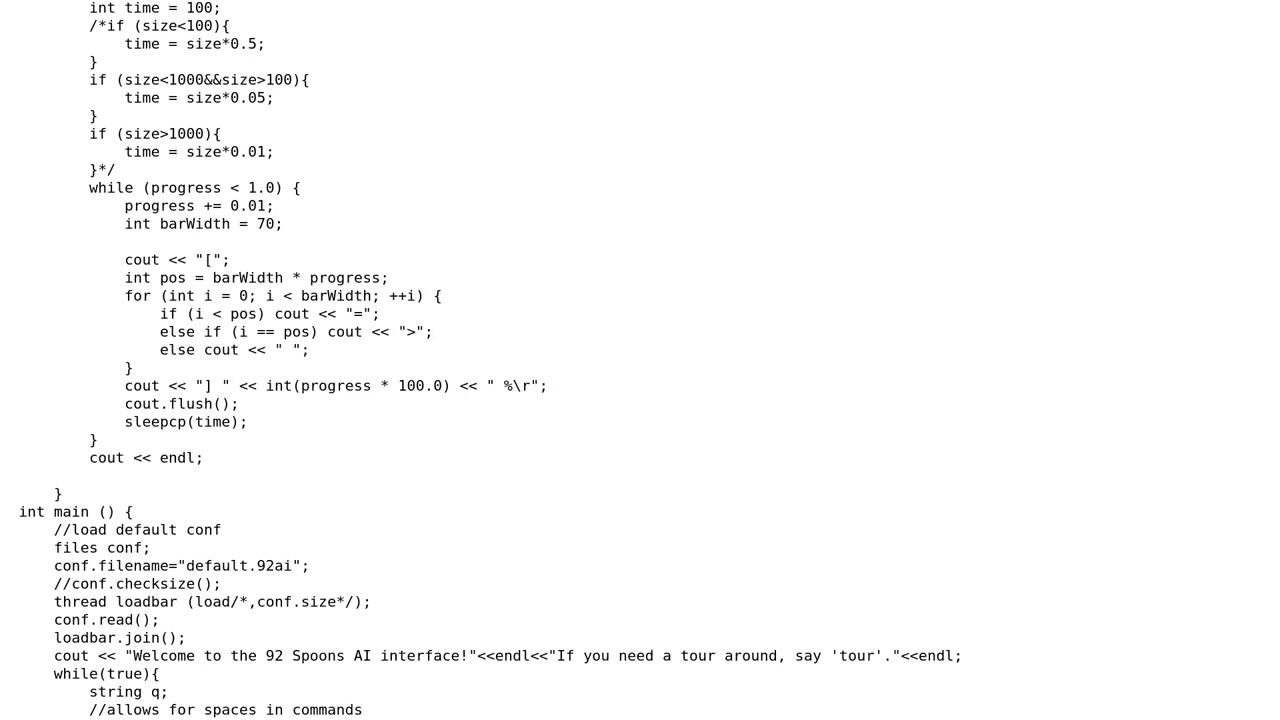 int time = 100;
/*if (size<100){
time = size*0.5;
}
if (size<1000&&size>100){
time = size*0.05;
}
if (size>1000){
time = size*0.01;
}*/
while (progress < 1.0) {
progress += 0.01;
int barWidth = 70;
cout << "[";
int pos = barWidth * progress;
for (int i = 0; i < barWidth; ++i) {
if (i < pos) cout << "=";
else if (i == pos) cout << ">";
else cout << " ";
}
cout << "] " << int(progress * 100.0) << " %\r";
cout.flush();
sleepcp(time);
}
cout << endl;
}
int main () {
//load default conf
files conf;
conf.filename="default.92ai";
//conf.checksize();
thread loadbar (load/*,conf.size*/);
conf.read();
loadbar.join();
cout << "Welcome to the 92 Spoons AI interface!"<<endl<<"If you need a tour around, say 'tour'."<<endl;
while(true){
string q;
//allows for spaces in commands